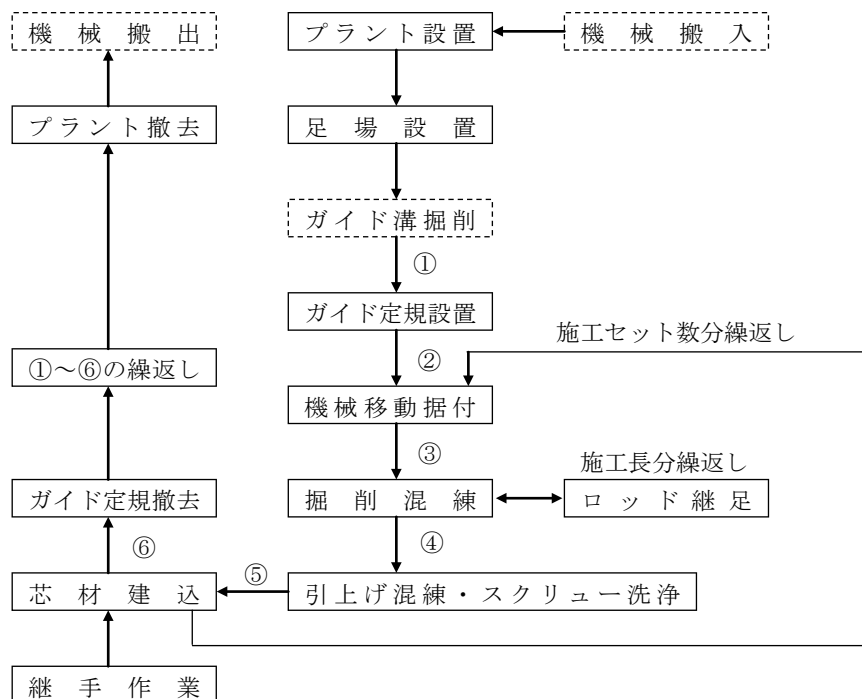 機械搬出
プラント設置
機械搬入
プラント撤去
足場設置
ガイド溝掘削
①
ガイド定規設置
施工セット数分繰返し
①～⑥の繰返し
②
機械移動据付
③
施工長分繰返し
ガイド定規撤去
掘削混練
ロッド継足
④
⑥
⑤
芯材建込
引上げ混練・スクリュー洗浄
継手作業